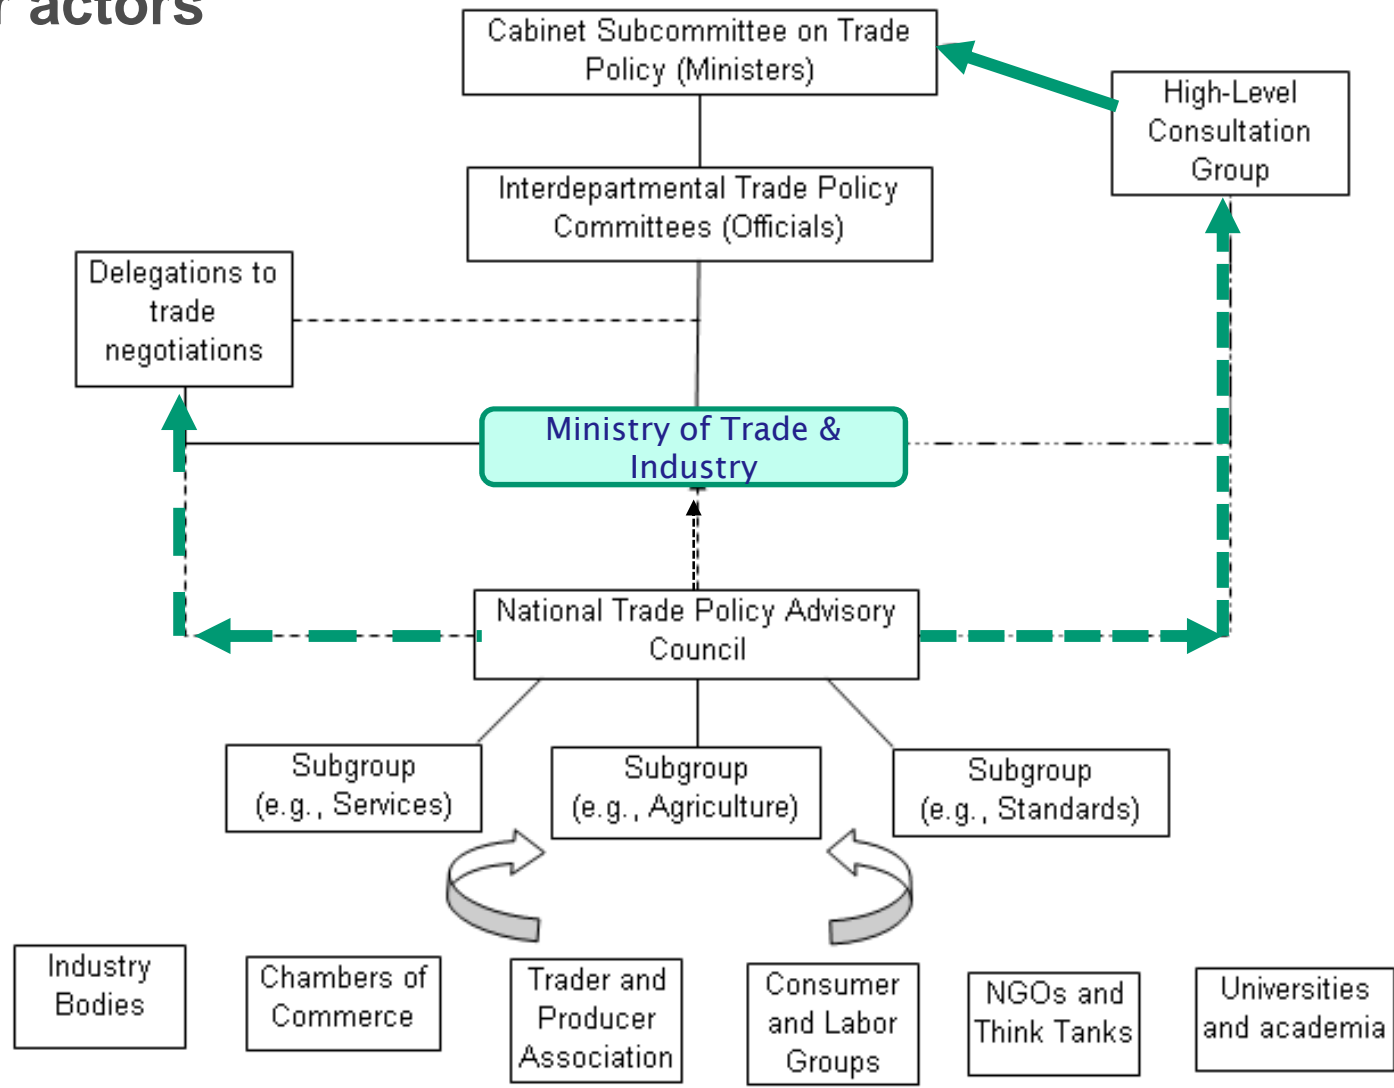 actors
Cabinet Subcommittee on Trade
Policy (Ministers)
High-Level
Consultation
Group
Interdepartmental Trade Policy
Committees (Officials)
Delegations to
trade
negotiations
Ministry of Trade &
Industry
National Trade Policy Advisory
Council
Subgroup
(e.g., Services)
Subgroup
(e.g., Agriculture)
Subgroup
(e.g., Standards)
Industry
Bodies
Chambers of
Commerce
Trader and
Producer
Association
Consumer
and Labor
Groups
NGOs and
Think Tanks
Universities
and academia